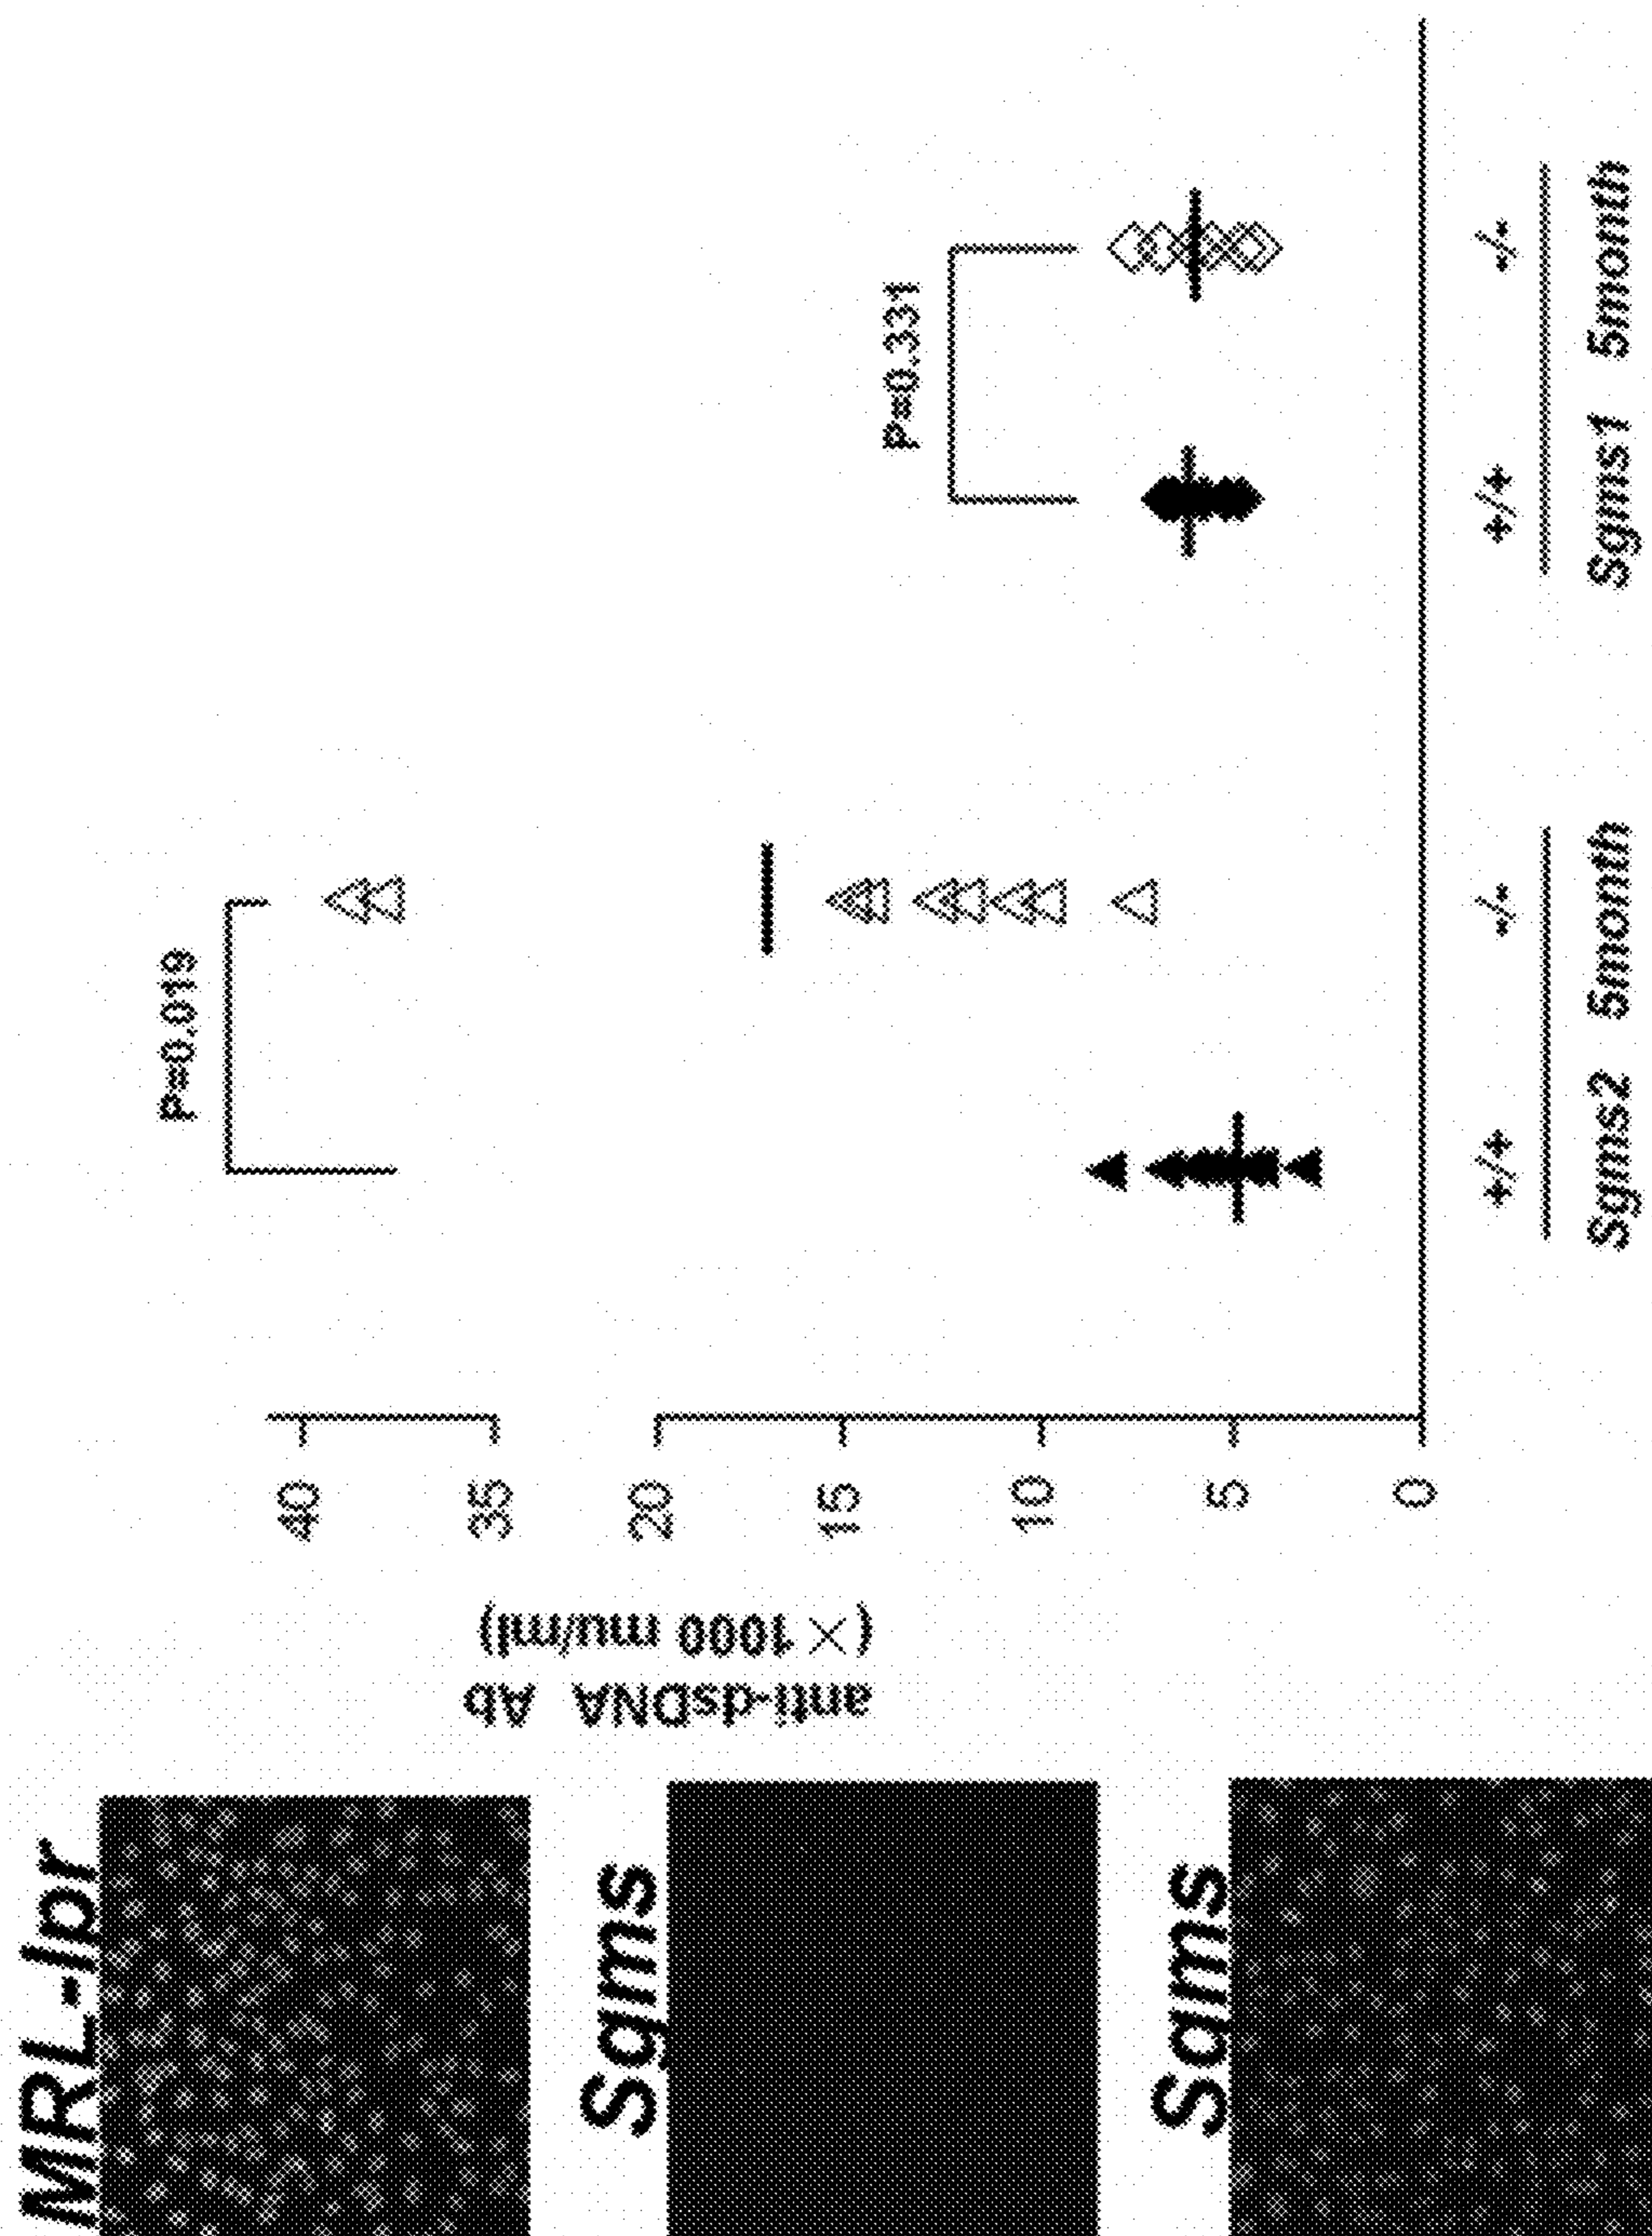 MRL-lpr
Sgms
Sgms
anti-dsDNA Ab
(× 1000 mu/ml)
40
35
20
15
10
5
0
P=0.019
P=0.331
+/+
-/-
+/+
-/-
Sgms2 5month
Sgms1 5month